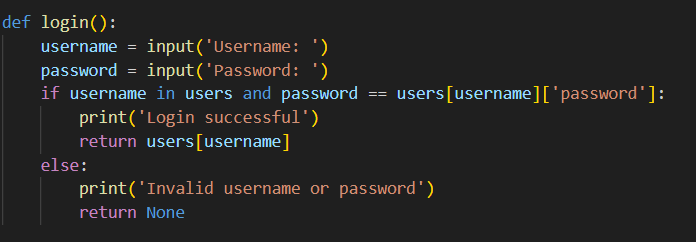 def login():
    username = input('Username: ')
    password = input('Password: ')
    if username in users and password == users[username]['password']:
        print('Login successful')
        return users[username]
    else:
        print('Invalid username or password')
        return None